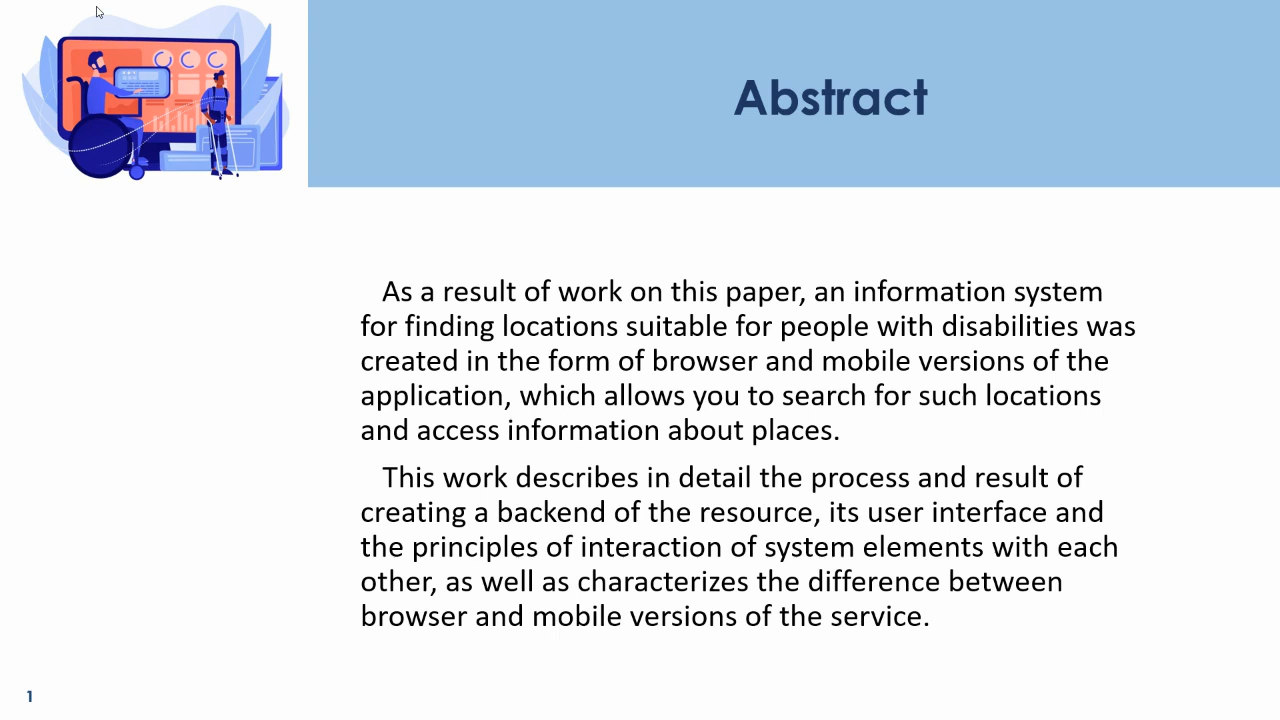 Abstract
As a result of work on this paper, an information system
for finding locations suitable for people with disabilities was
created in the form of browser and mobile versions of the
application, which allows you to search for such locations
and access information about places.
This work describes in detail the process and result of
creating a backend of the resource, its user interface and
the principles of interaction of system elements with each
other, as well as characterizes the difference between
browser and mobile versions of the service.
1